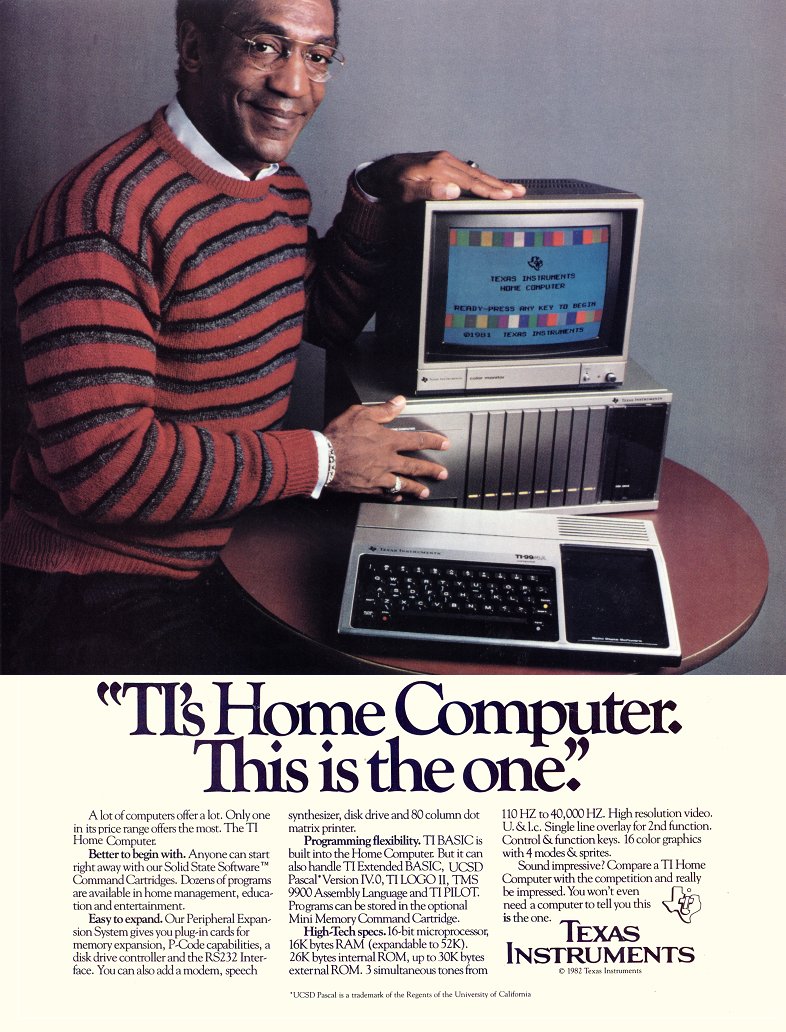 TEXAS INSTRUMENTS
HOME COMPUTER
READY-PRESS ANY KEY TO BEGIN
©1981 TEXAS INSTRUMENTS
color monitor
TEXAS INSTRUMENTS
TEXAS INSTRUMENTS
TI-99/4A
Solid State Software
“TI's Home Computer.
This is the one.”
A lot of computers offer a lot. Only one
in its price range offers the most. The TI
Home Computer.
Better to begin with. Anyone can start
right away with our Solid State Software™
Command Cartridges. Dozens of programs
are available in home management, educa-
tion and entertainment.
Easy to expand. Our Peripheral Expan-
sion System gives you plug-in cards for
memory expansion, P-Code capabilities, a
disk drive controller and the RS232 Inter-
face. You can also add a modem, speech
synthesizer, disk drive and 80 column dot
matrix printer.
Programming flexibility. TI BASIC is
built into the Home Computer. But it can
also handle TI Extended BASIC, UCSD
Pascal* Version IV.0, TI LOGO II, TMS
9900 Assembly Language and TI PILOT.
Programs can be stored in the optional
Mini Memory Command Cartridge.
High-Tech specs. 16-bit microprocessor,
16K bytes RAM (expandable to 52K).
26K bytes internal ROM, up to 30K bytes
external ROM. 3 simultaneous tones from
110 HZ to 40,000 HZ. High resolution video.
U. & l.c. Single line overlay for 2nd function.
Control & function keys. 16 color graphics
with 4 modes & sprites.
Sound impressive? Compare a TI Home
Computer with the competition and really
be impressed. You won't even
need a computer to tell you this
is the one.
TEXAS
INSTRUMENTS
© 1982 Texas Instruments
*UCSD Pascal is a trademark of the Regents of the University of California